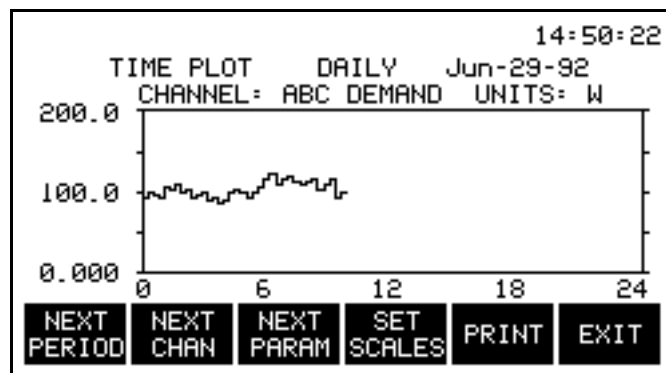 14:50:22
TIME PLOT DAILY Jun-29-92
CHANNEL: ABC DEMAND UNITS: W
200.0
100.0
0.000
0 6 12 18 24
NEXT PERIOD
NEXT CHAN
NEXT PARAM
SET SCALES
PRINT
EXIT